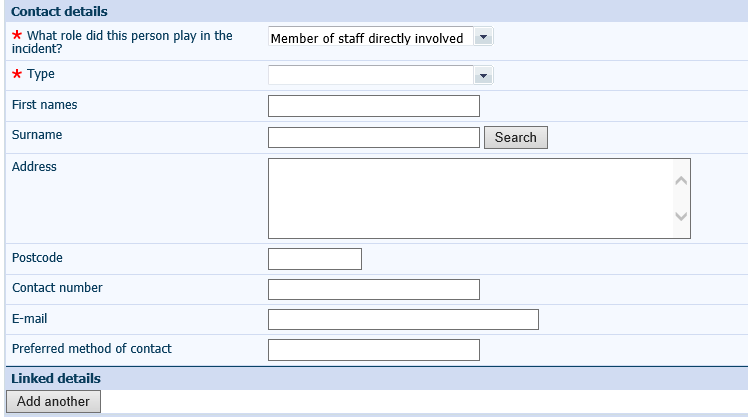 Contact details
* What role did this person play in the incident?
Member of staff directly involved
* Type
First names
Surname
Search
Address
Postcode
Contact number
E-mail
Preferred method of contact
Linked details
Add another